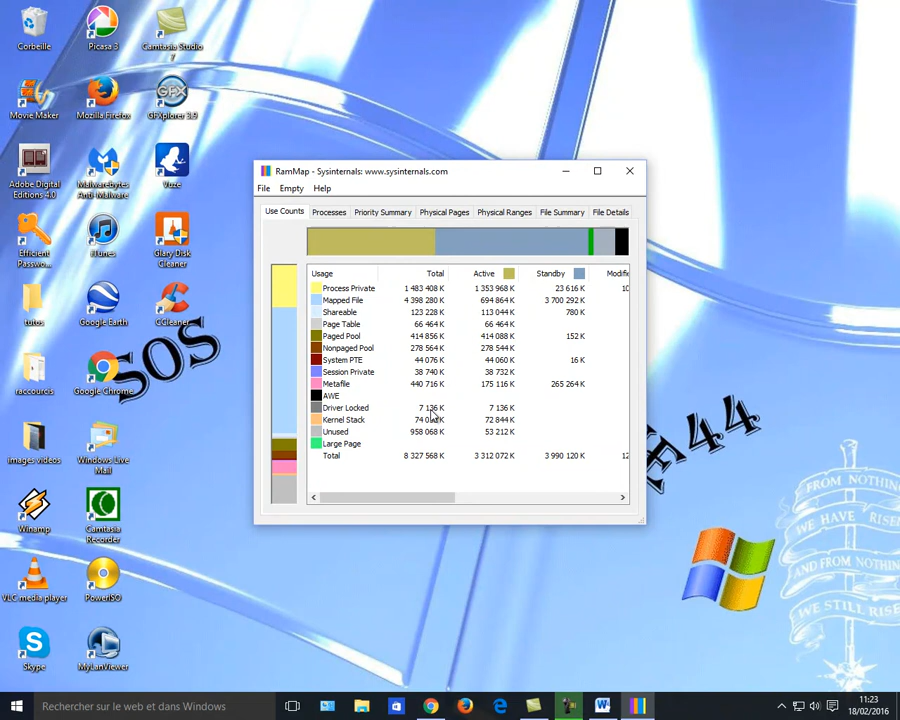 Corbeille
Picasa 3
Camtasia Studio 7
Movie Maker
Mozilla Firefox
GFXplorer 3.9
Adobe Digital Editions 4.0
Malwarebytes Anti-Malware
Vuze
Efficient Passwo...
iTunes
Glary Disk Cleaner
tutos
Google Earth
CCleaner
raccourcis
Google Chrome
images videos
Windows Live Mail
Winamp
Camtasia Recorder
VLC media player
PowerISO
Skype
MyLanViewer
SOS
44
RamMap - Sysinternals: www.sysinternals.com
File Empty Help
Use Counts Processes Priority Summary Physical Pages Physical Ranges File Summary File Details
Usage Total Active Standby Modifie
Process Private 1 483 408 K 1 353 968 K 23 616 K 10
Mapped File 4 398 280 K 694 864 K 3 700 292 K
Shareable 123 228 K 113 044 K 780 K
Page Table 66 464 K 66 464 K
Paged Pool 414 856 K 414 088 K 152 K
Nonpaged Pool 278 564 K 278 544 K
System PTE 44 076 K 44 060 K 16 K
Session Private 38 740 K 38 732 K
Metafile 440 716 K 175 116 K 265 264 K
AWE
Driver Locked 7 136 K 7 136 K
Kernel Stack 72 844 K
Unused 958 068 K 53 212 K
Large Page
Total 8 327 568 K 3 312 072 K 3 990 120 K 12
FROM NOTHING
WE HAVE RISEN
AND FROM NOTHING
WE STILL RISE
Rechercher sur le web et dans Windows
11:23
18/02/2016